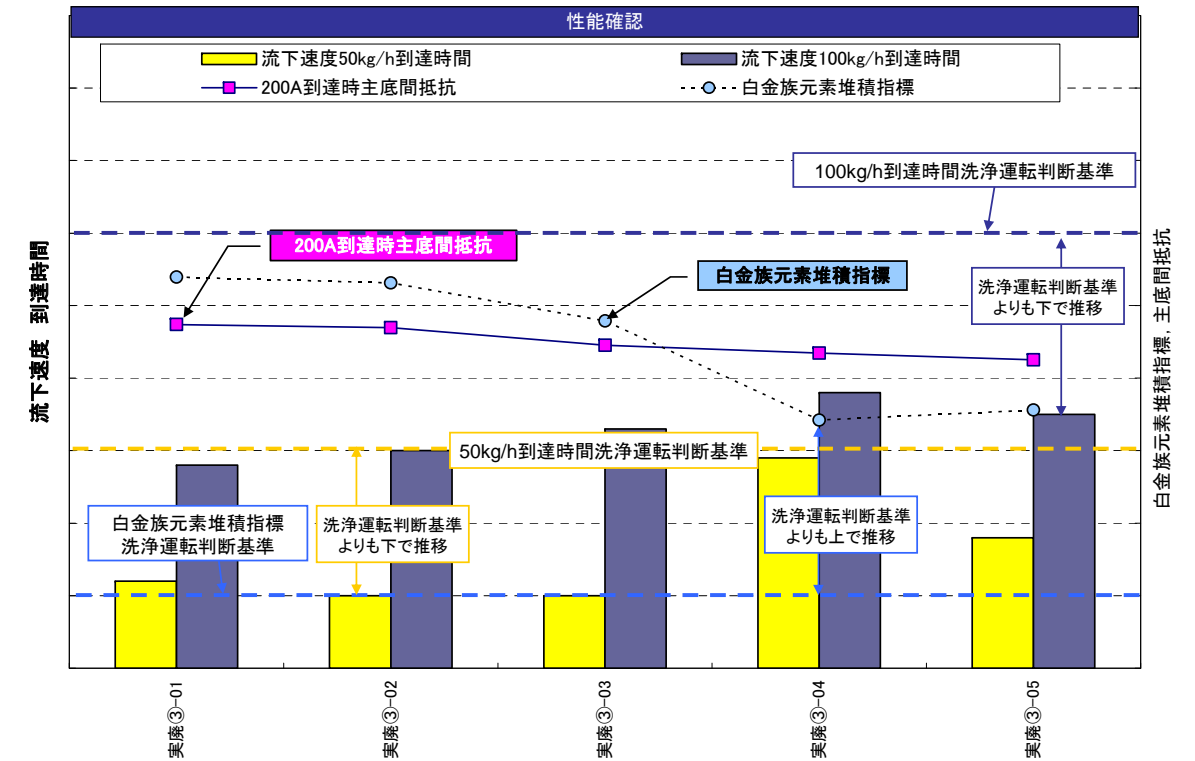 性能確認
流下速度50kg/h到達時間
流下速度100kg/h到達時間
200A到達時主底間抵抗
白金族元素堆積指標
100kg/h到達時間洗浄運転判断基準
200A到達時主底間抵抗
白金族元素堆積指標
洗浄運転判断基準
よりも下で推移
流下速度 到達時間
白金族元素堆積指標，主底間抵抗
50kg/h到達時間洗浄運転判断基準
白金族元素堆積指標
洗浄運転判断基準
洗浄運転判断基準
よりも下で推移
洗浄運転判断基準
よりも上で推移
実廃③-01
実廃③-02
実廃③-03
実廃③-04
実廃③-05